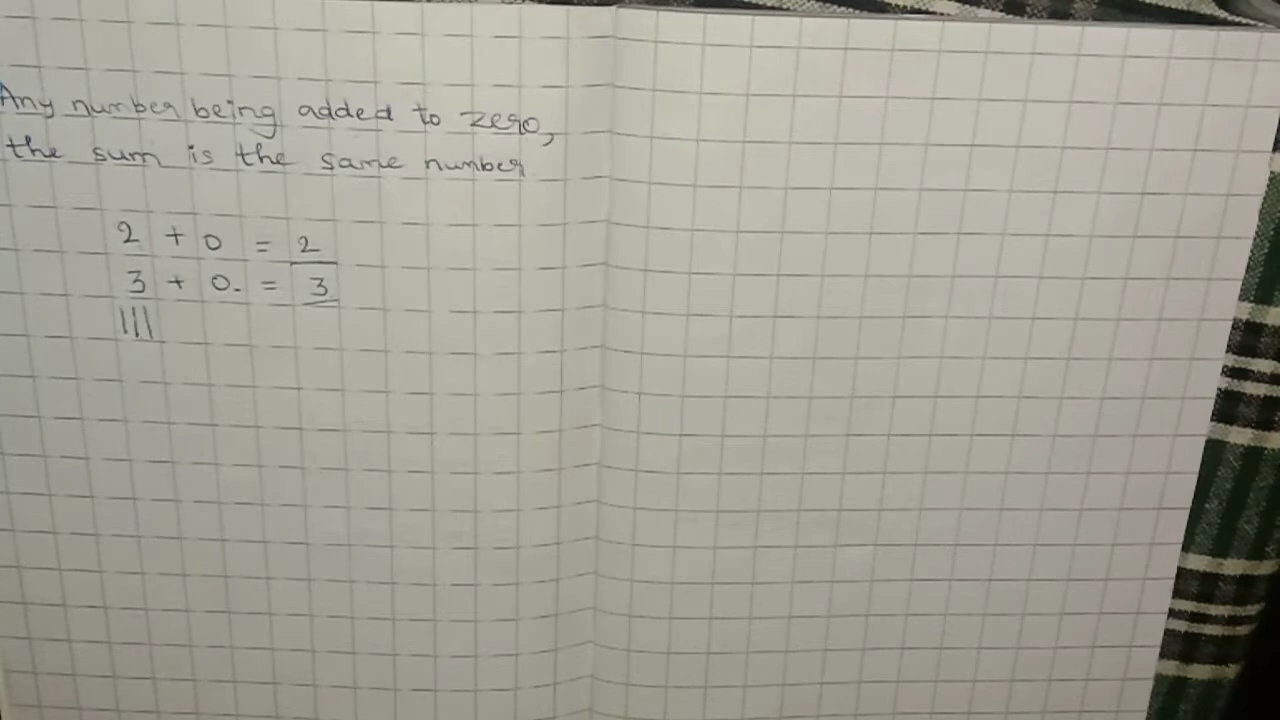 Any number being added to zero,
the sum is the same number
2 + 0 = 2
3 + 0. = 3
|||